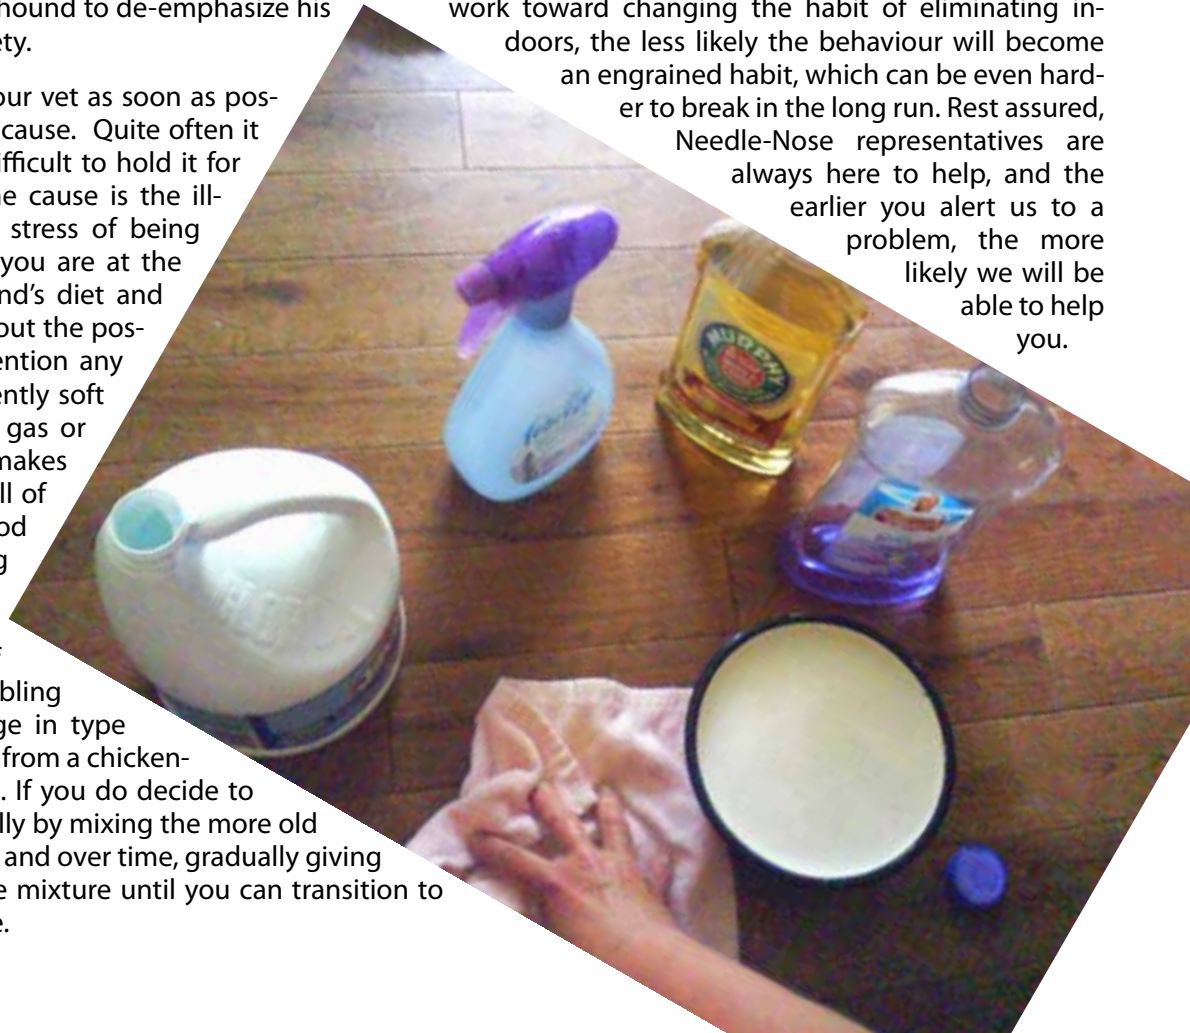 hound to de-emphasize his
ety.
our vet as soon as pos-
cause. Quite often it
ifficult to hold it for
e cause is the ill-
stress of being
you are at the
nd's diet and
out the pos-
ention any
ently soft
gas or
makes
ll of
od
g
bling
ge in type
from a chicken-
. If you do decide to
lly by mixing the more old
and over time, gradually giving
e mixture until you can transition to
e.
work toward changing the habit of eliminating in-
doors, the less likely the behaviour will become
an engrained habit, which can be even hard-
er to break in the long run. Rest assured,
Needle-Nose representatives are
always here to help, and the
earlier you alert us to a
problem, the more
likely we will be
able to help
you.
febreze
MURPHY